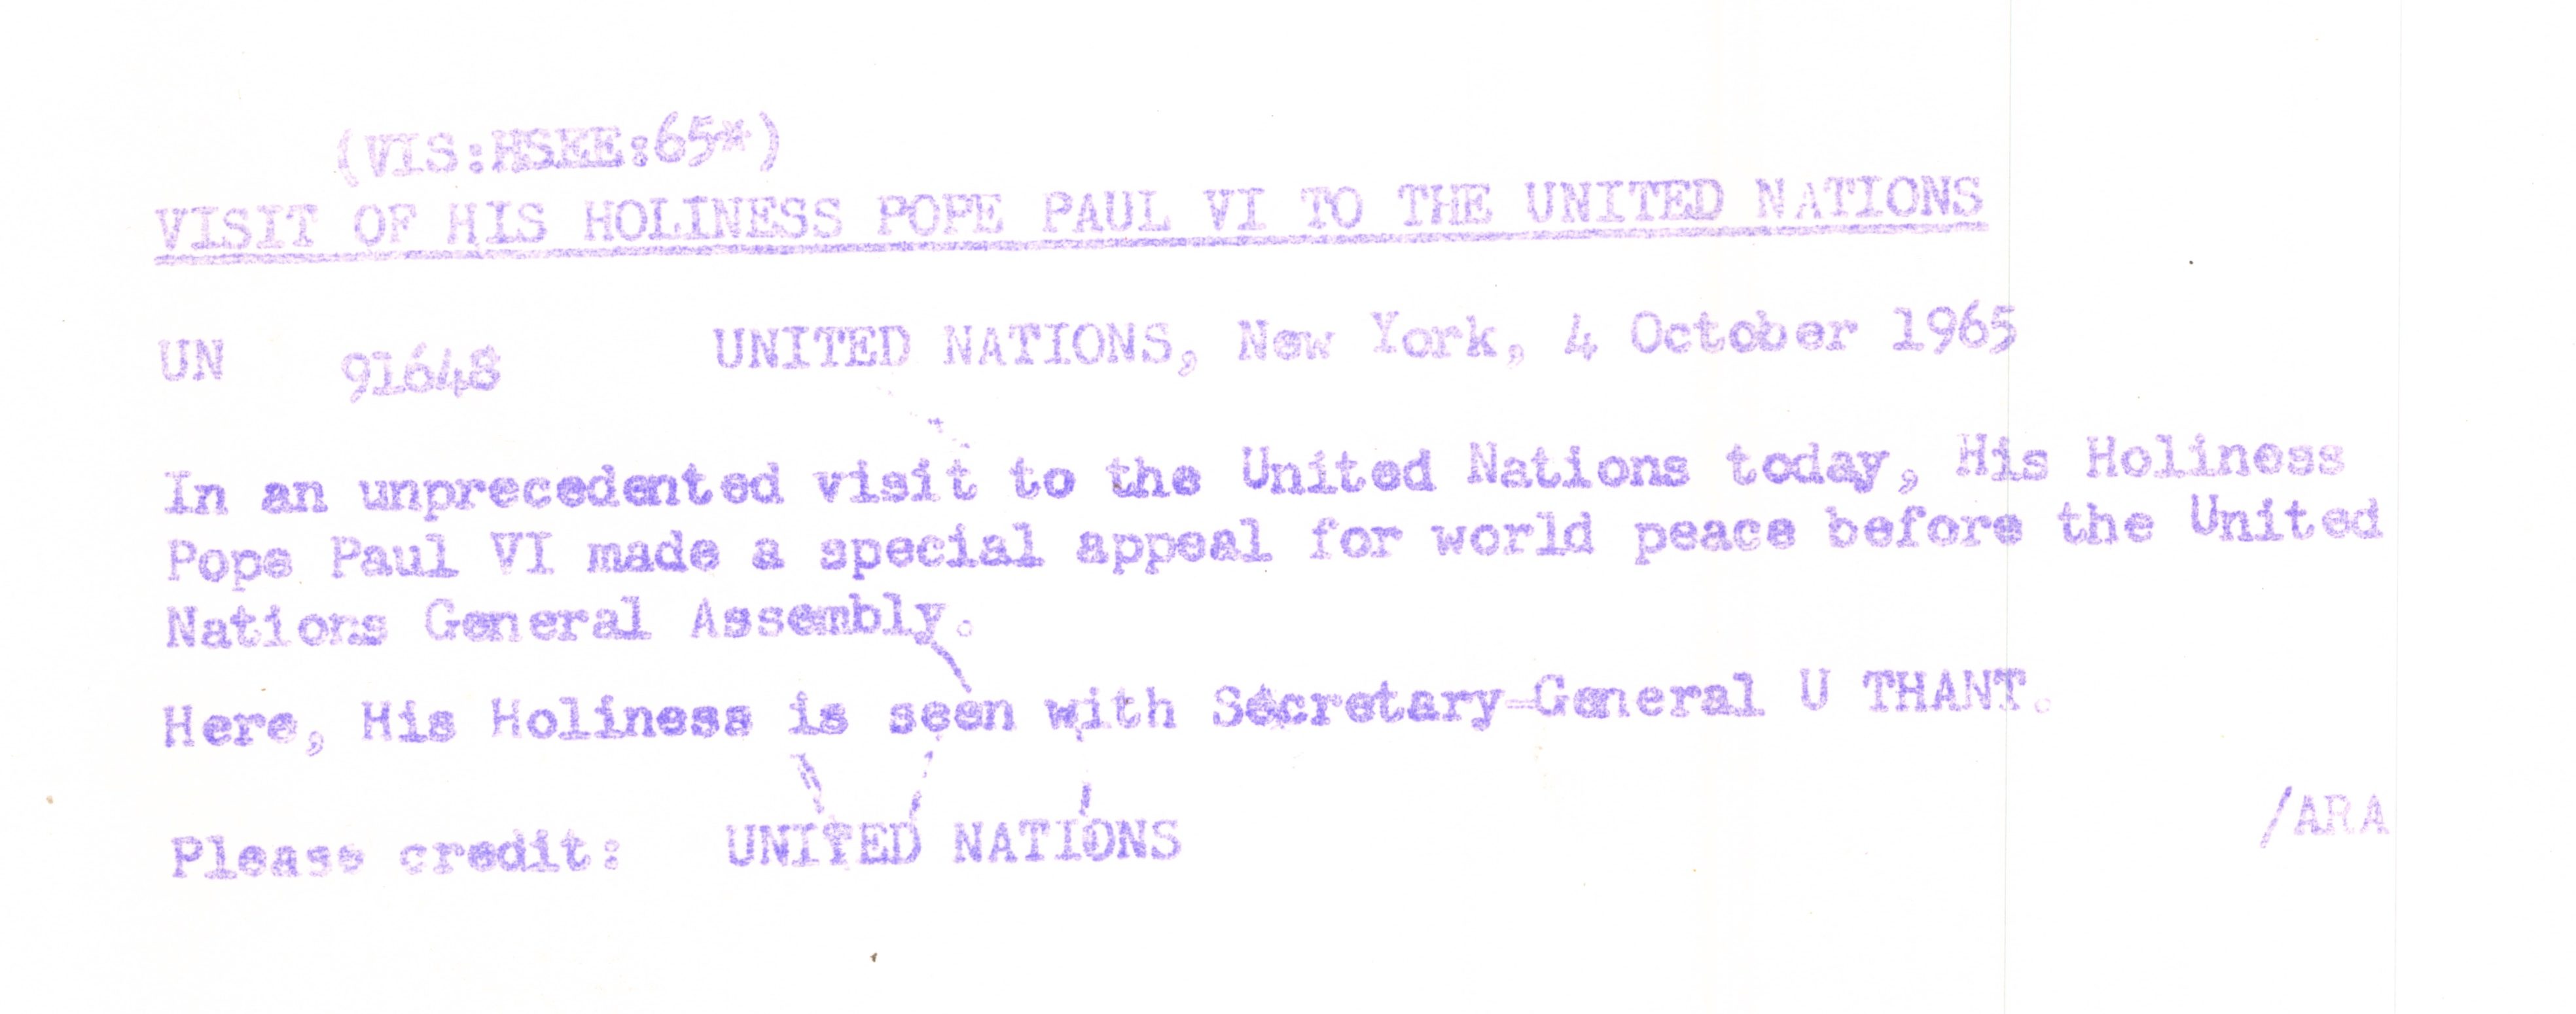 (VIS:HSEE:65*)
VISIT OF HIS HOLINESS POPE PAUL VI TO THE UNITED NATIONS
UN 91648 UNITED NATIONS, New York, 4 October 1965
In an unprecedented visit to the United Nations today, His Holiness
Pope Paul VI made a special appeal for world peace before the United
Nations General Assembly.
Here, His Holiness is seen with Secretary-General U THANT.
/ARA
Please credit: UNITED NATIONS